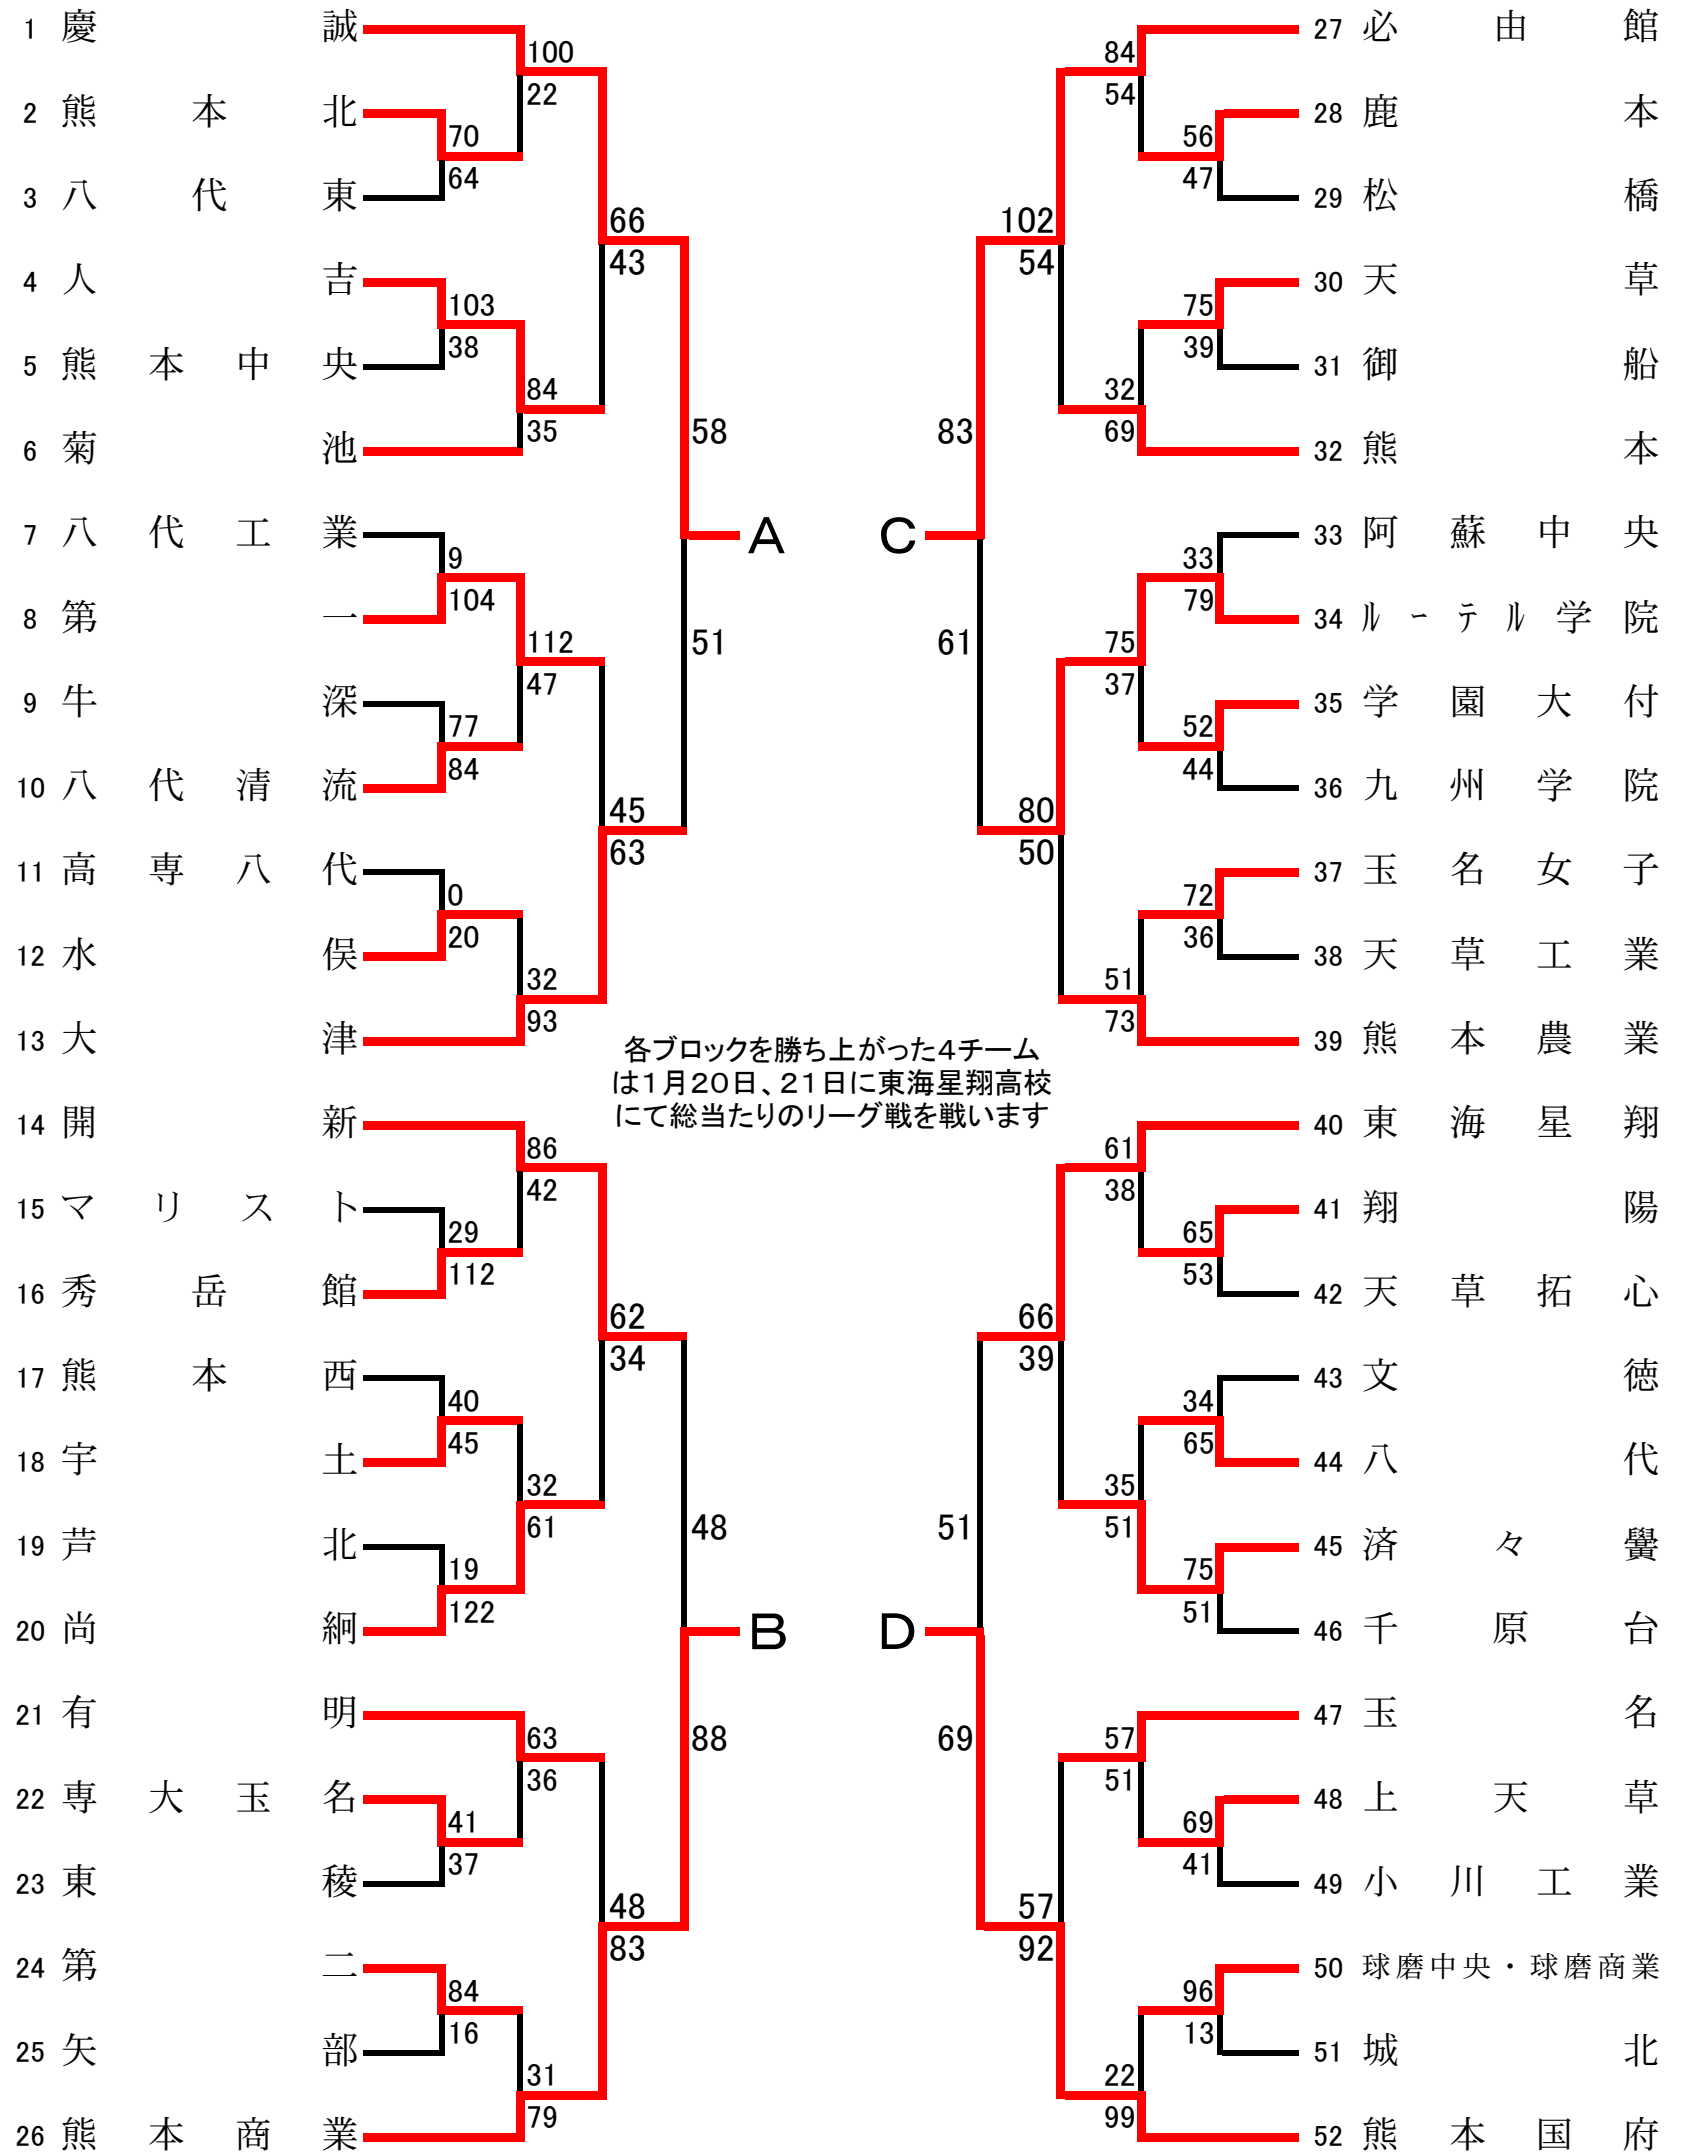 1 慶誠
100
22
2 熊本北
70
64
3 八代東
66
43
4 人吉
103
38
5 熊本中央
84
35
6 菊池
58
7 八代工業
9
104
8 第一
112
47
51
9 牛深
77
84
10 八代清流
45
63
11 高専八代
0
20
12 水俣
32
93
13 大津
A
14 開新
86
42
15 マリスト
29
112
16 秀岳館
62
34
17 熊本西
40
45
18 宇土
32
61
19 芦北
19
122
20 尚絅
48
B
21 有明
63
36
88
22 専大玉名
41
37
23 東稜
48
83
24 第二
84
16
25 矢部
31
79
26 熊本商業
各ブロックを勝ち上がった4チーム
は1月20日、21日に東海星翔高校
にて総当たりのリーグ戦を戦います
27 必由館
84
54
28 鹿本
56
47
29 松橋
102
54
30 天草
75
39
31 御船
32
69
32 熊本
83
C
33 阿蘇中央
33
79
34 ルーテル学院
75
37
61
35 学園大付
52
44
36 九州学院
80
50
37 玉名女子
72
36
38 天草工業
51
73
39 熊本農業
40 東海星翔
61
38
41 翔陽
65
53
42 天草拓心
66
39
43 文徳
34
65
44 八代
35
51
45 済々黌
75
51
46 千原台
51
D
47 玉名
57
51
69
48 上天草
69
41
49 小川工業
57
92
50 球磨中央・球磨商業
96
13
51 城北
22
99
52 熊本国府